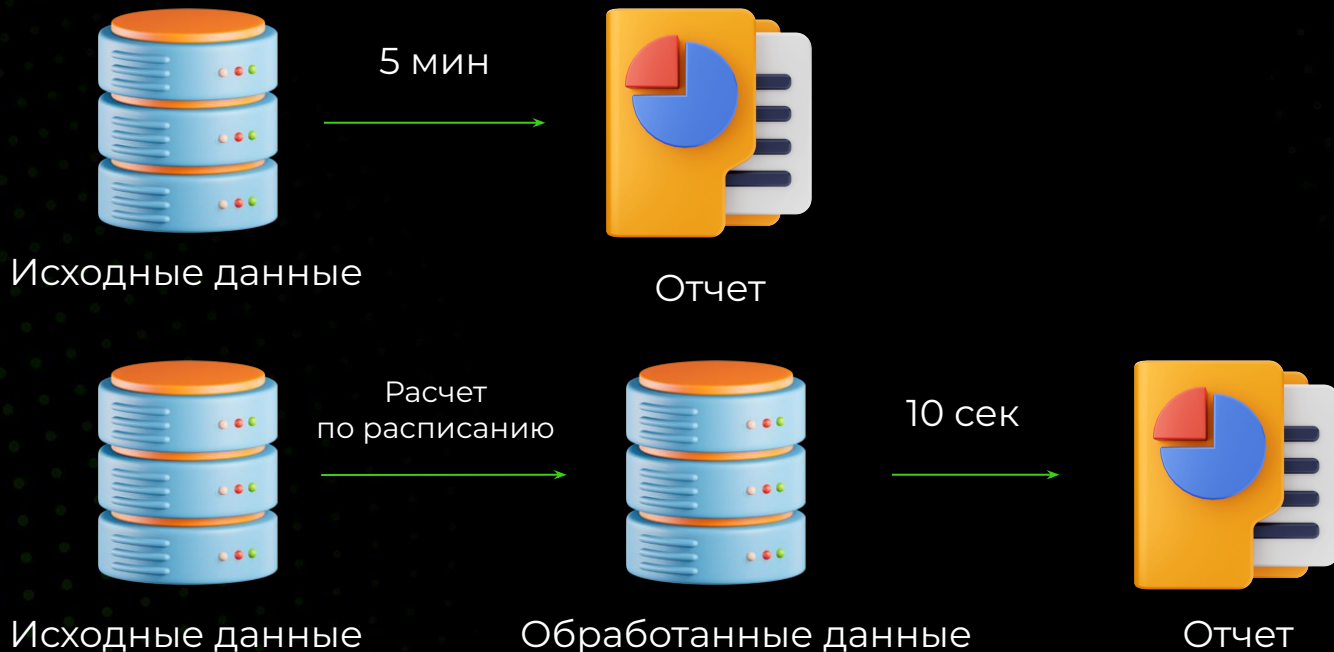 5 мин
Исходные данные
Отчет
Расчет
по расписанию
10 сек
Исходные данные
Обработанные данные
Отчет